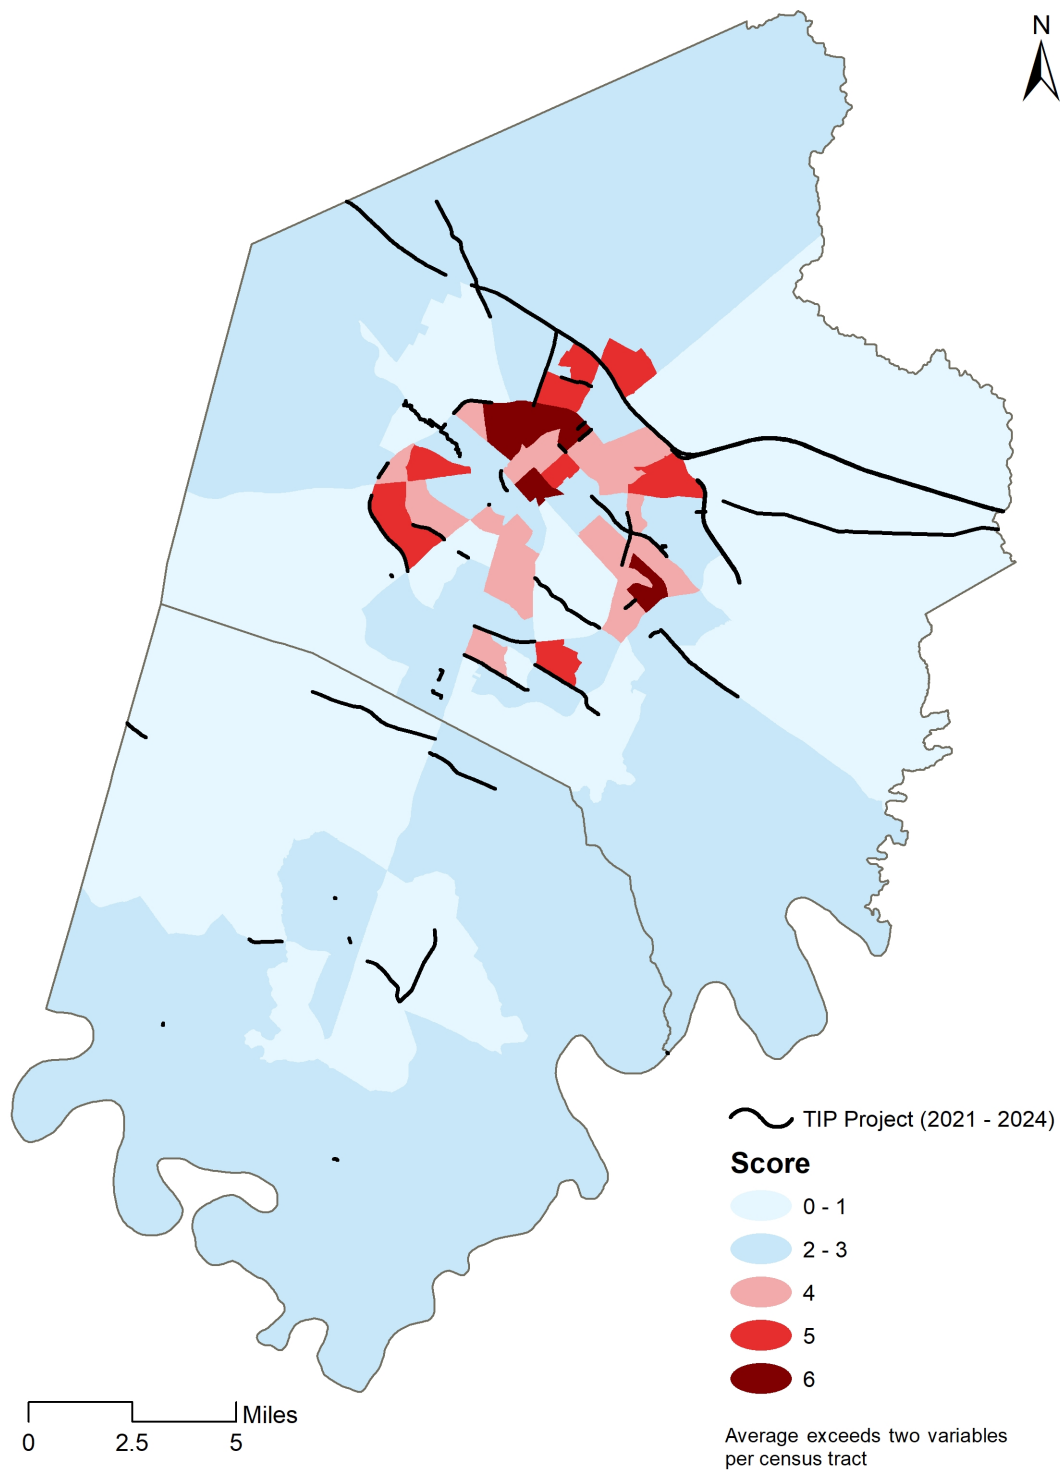 N
TIP Project (2021 - 2024)
Score
0 - 1
2 - 3
4
5
6
Miles
0 2.5 5
Average exceeds two variables
per census tract